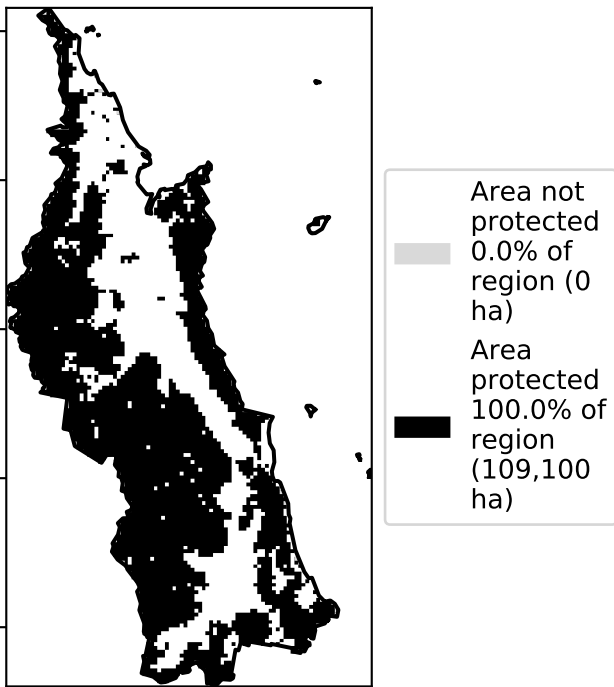 Area not
protected
0.0% of
region (0
ha)
Area
protected
100.0% of
region
(109,100
ha)